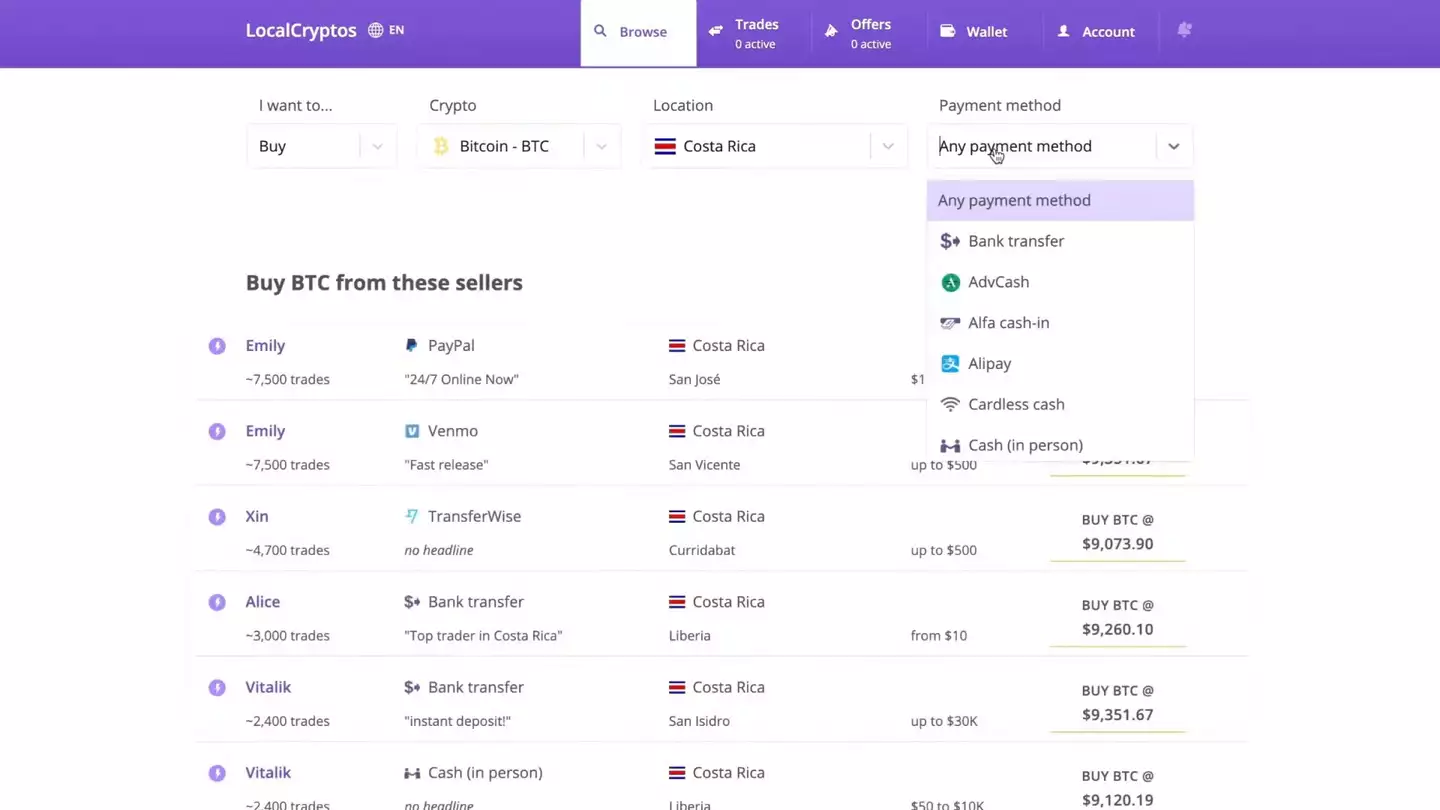 LocalCryptos EN
Browse
Trades
0 active
Offers
0 active
Wallet
Account
I want to...
Crypto
Location
Payment method
Buy
Bitcoin - BTC
Costa Rica
Any payment method
Any payment method
Bank transfer
AdvCash
Alfa cash-in
Alipay
Cardless cash
Cash (in person)
Buy BTC from these sellers
Emily
PayPal
Costa Rica
~7,500 trades
"24/7 Online Now"
San José
Emily
Venmo
Costa Rica
~7,500 trades
"Fast release"
San Vicente
up to $500
Xin
TransferWise
Costa Rica
BUY BTC @
~4,700 trades
no headline
Curridabat
up to $500
$9,073.90
Alice
Bank transfer
Costa Rica
BUY BTC @
~3,000 trades
"Top trader in Costa Rica"
Liberia
from $10
$9,260.10
Vitalik
Bank transfer
Costa Rica
BUY BTC @
~2,400 trades
"instant deposit!"
San Isidro
up to $30K
$9,351.67
Vitalik
Cash (in person)
Costa Rica
BUY BTC @
~2,400 trades
no headline
Liberia
$50 to $10K
$9,120.19